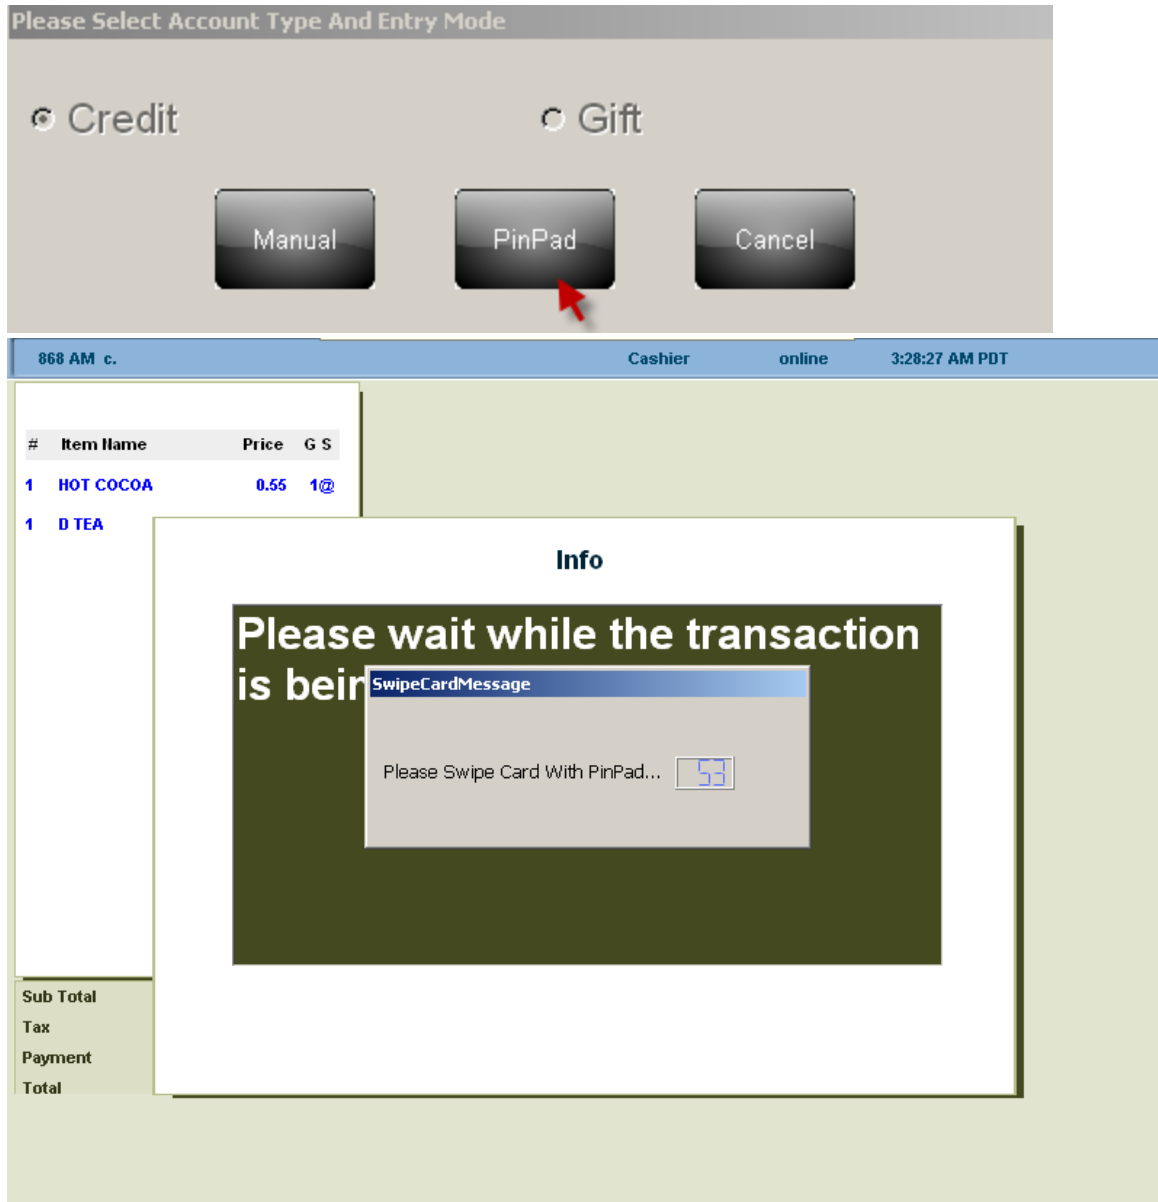 Please Select Account Type And Entry Mode
Credit
Gift
Manual
PinPad
Cancel
868 AM c.
Cashier
online
3:28:27 AM PDT
# Item Name Price G S
1 HOT COCOA 0.55 1@
1 D TEA
Info
Please wait while the transaction
is bein
SwipeCardMessage
Please Swipe Card With PinPad... 53
Sub Total
Tax
Payment
Total